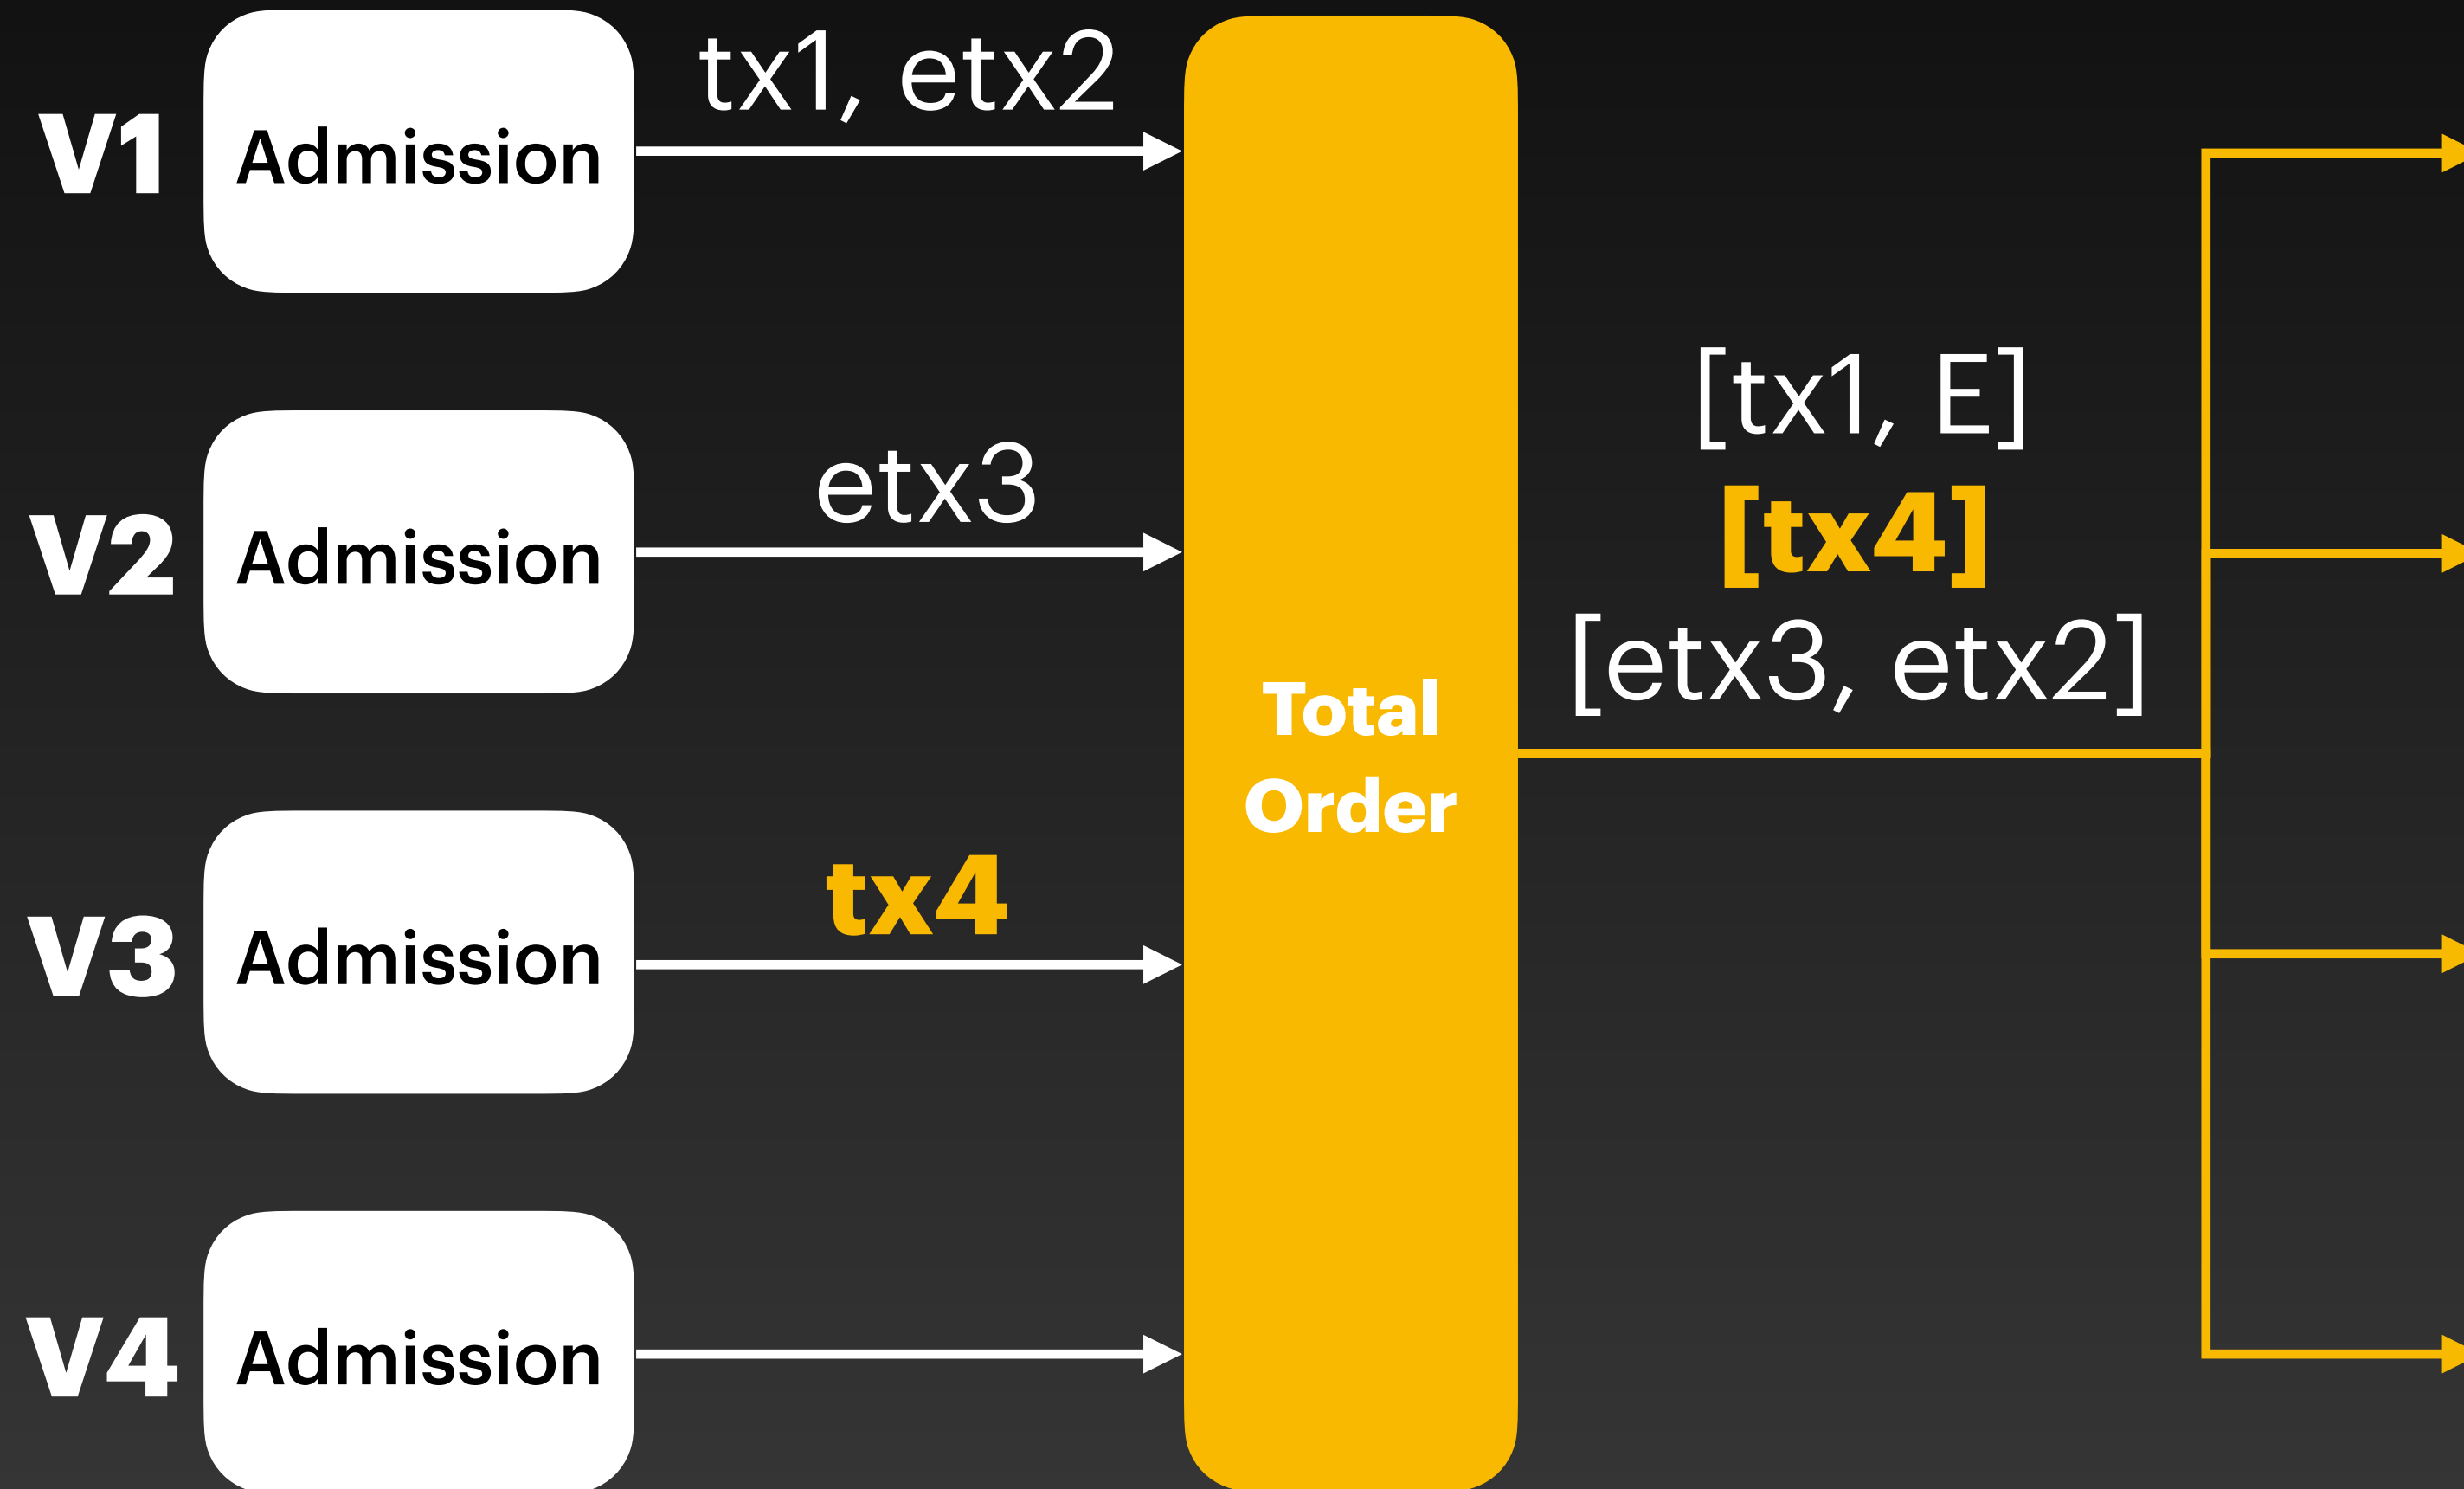 V1
Admission
tx1, etx2
V2
Admission
etx3
V3
Admission
tx4
V4
Admission
Total
Order
[tx1, E]
[tx4]
[etx3, etx2]